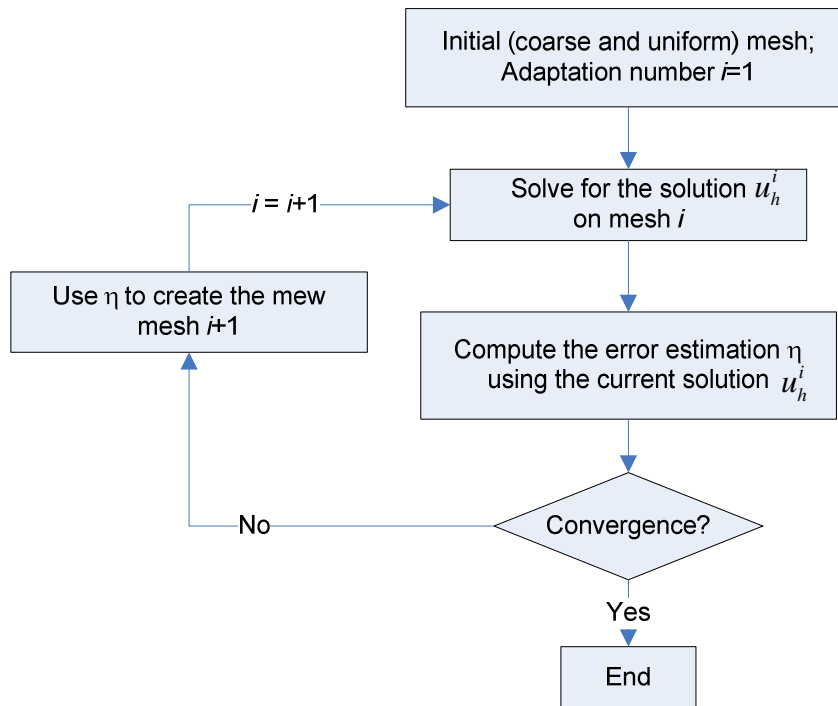 Initial (coarse and uniform) mesh;
Adaptation number i=1
Solve for the solution u_h^i
on mesh i
i = i+1
Use η to create the mew
mesh i+1
Compute the error estimation η
using the current solution u_h^i
Convergence?
No
Yes
End